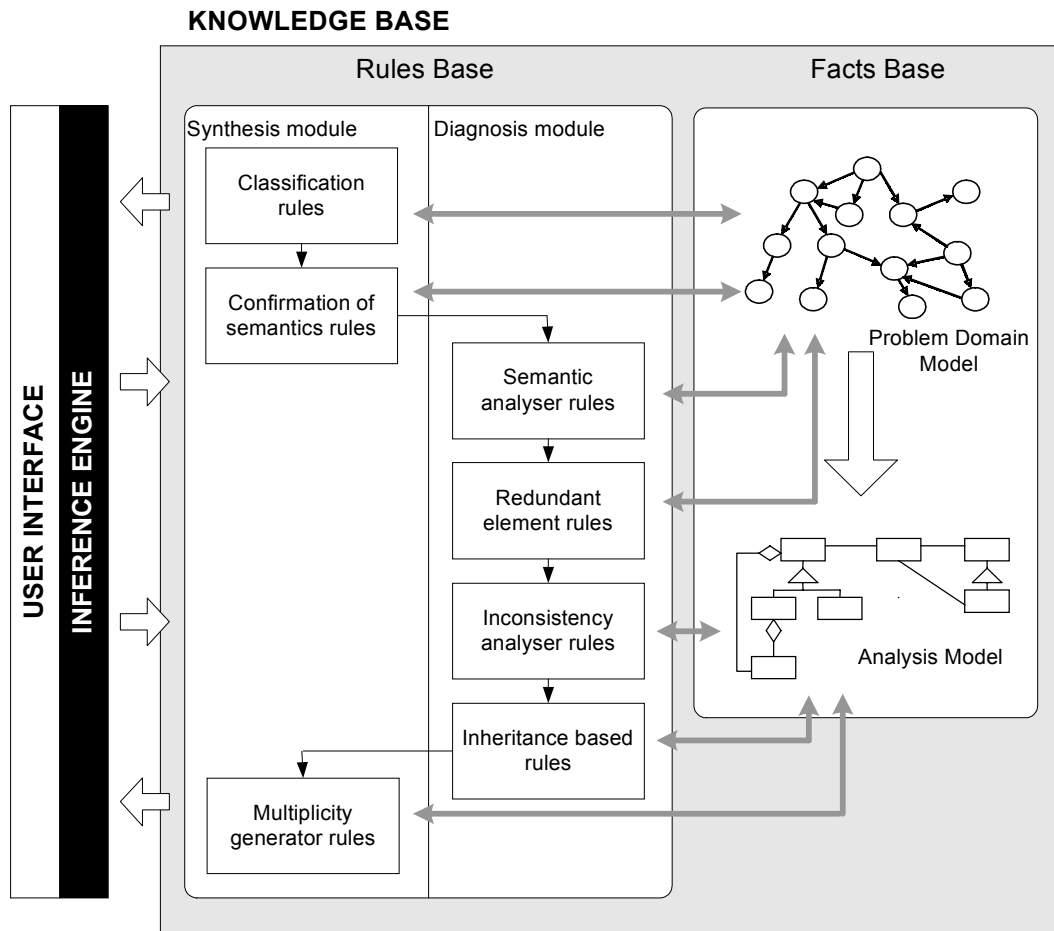 KNOWLEDGE BASE
Rules Base
Facts Base
USER INTERFACE
INFERENCE ENGINE
Synthesis module
Diagnosis module
Classification
rules
Confirmation of
semantics rules
Semantic
analyser rules
Redundant
element rules
Inconsistency
analyser rules
Inheritance based
rules
Multiplicity
generator rules
Problem Domain
Model
Analysis Model